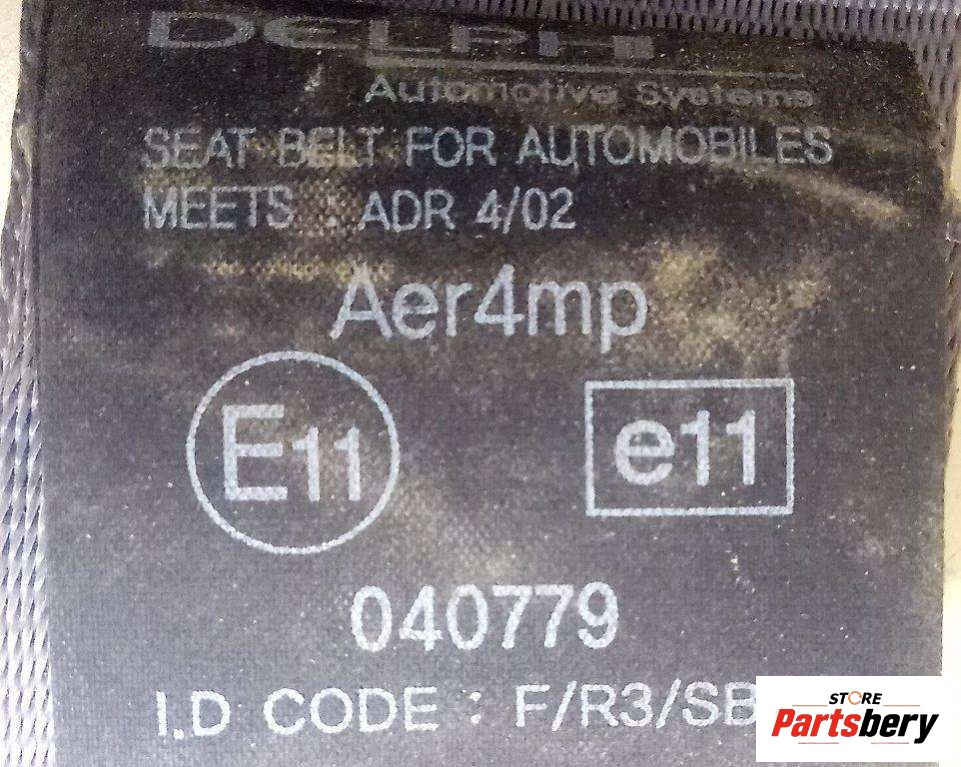 DELPHI
Automotive Systems
SEAT BELT FOR AUTOMOBILES
MEETS : ADR 4/02
Aer4mp
E11 e11
040779
I.D CODE : F/R3/SB
STORE
Partsbery